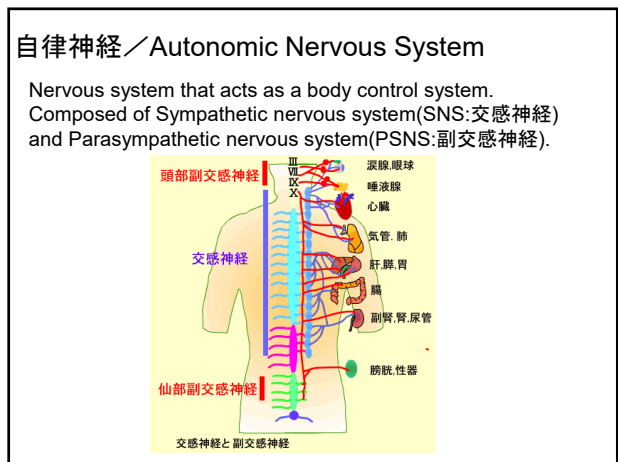 自律神経／Autonomic Nervous System
Nervous system that acts as a body control system.
Composed of Sympathetic nervous system(SNS:交感神経)
and Parasympathetic nervous system(PSNS:副交感神経).
頭部副交感神経
III
VII
IX
X
涙腺,眼球
唾液腺
心臓
気管. 肺
交感神経
肝,膵,胃
腸
副腎,腎,尿管
膀胱,性器
仙部副交感神経
交感神経と副交感神経